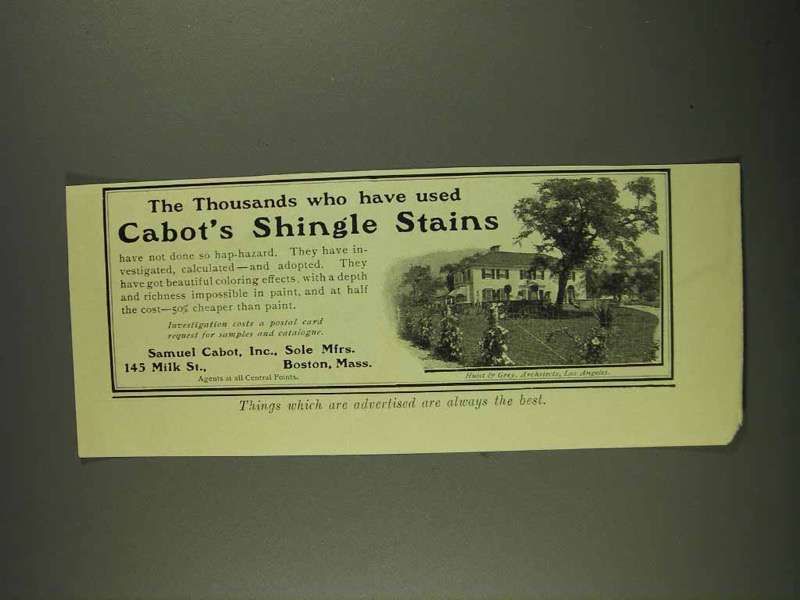 The Thousands who have used
Cabot's Shingle Stains
have not done so hap-hazard. They have in-
vestigated, calculated—and adopted. They
have got beautiful coloring effects, with a depth
and richness impossible in paint, and at half
the cost—50% cheaper than paint.
Investigation costs a postal card
request for samples and catalogue.
Samuel Cabot, Inc., Sole Mfrs.
145 Milk St., Boston, Mass.
Agents at all Central Points.
Hunt & Grey, Architects, Los Angeles.
Things which are advertised are always the best.